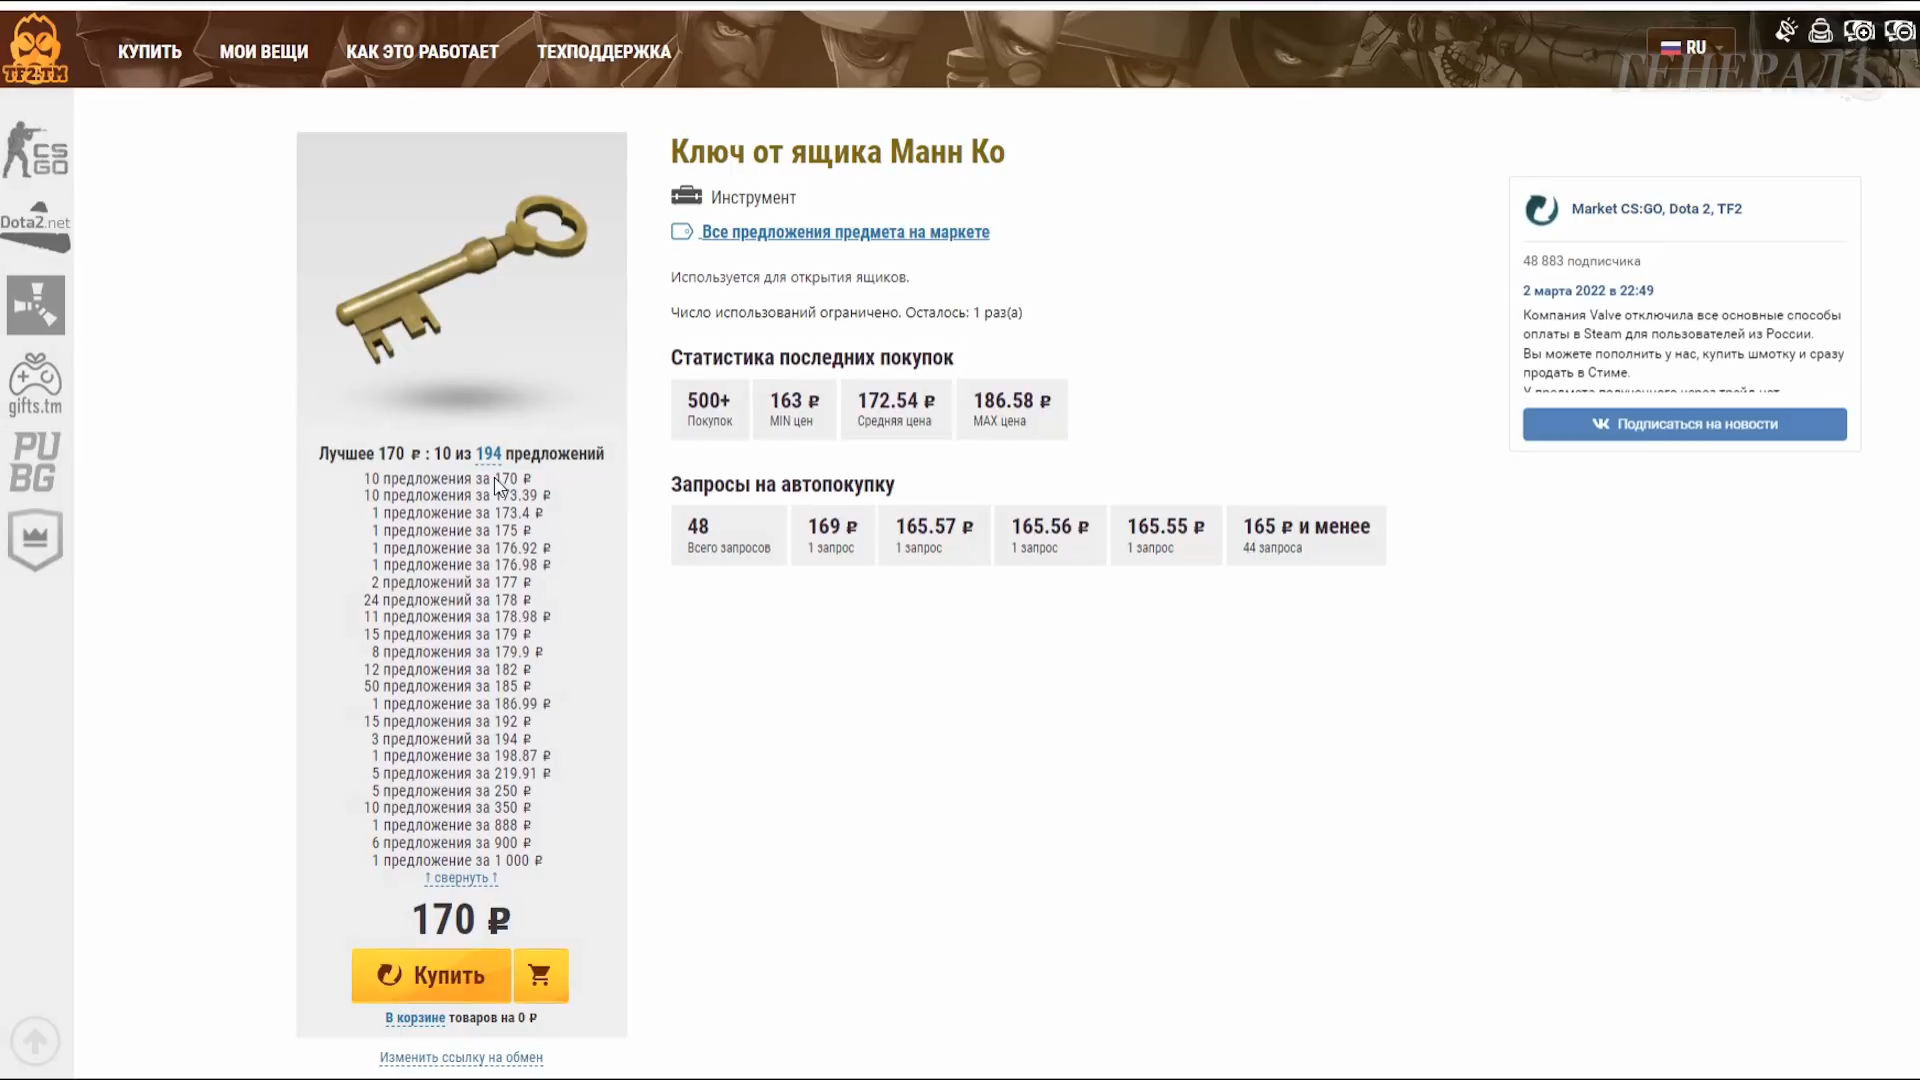 TF2.TM
КУПИТЬ
МОИ ВЕЩИ
КАК ЭТО РАБОТАЕТ
ТЕХПОДДЕРЖКА
RU
ГЕНЕРАЛЪ
CS GO
Dota2.net
gifts.tm
PU
BG
Лучшее 170 ₽ : 10 из 194 предложений
10 предложения за 170 ₽
10 предложения за 173.39 ₽
1 предложение за 173.4 ₽
1 предложение за 175 ₽
1 предложение за 176.92 ₽
1 предложение за 176.98 ₽
2 предложений за 177 ₽
24 предложений за 178 ₽
11 предложения за 178.98 ₽
15 предложения за 179 ₽
8 предложения за 179.9 ₽
12 предложения за 182 ₽
50 предложения за 185 ₽
1 предложение за 186.99 ₽
15 предложения за 192 ₽
3 предложений за 194 ₽
1 предложение за 198.87 ₽
5 предложения за 219.91 ₽
5 предложения за 250 ₽
10 предложения за 350 ₽
1 предложение за 888 ₽
6 предложения за 900 ₽
1 предложение за 1 000 ₽
↑ свернуть ↑
170 ₽
Купить
В корзине товаров на 0 ₽
Изменить ссылку на обмен
Ключ от ящика Манн Ко
Инструмент
Все предложения предмета на маркете
Используется для открытия ящиков.
Число использований ограничено. Осталось: 1 раз(а)
Статистика последних покупок
500+ 163 ₽ 172.54 ₽ 186.58 ₽
Покупок MIN цен Средняя цена MAX цена
Запросы на автопокупку
48 169 ₽ 165.57 ₽ 165.56 ₽ 165.55 ₽ 165 ₽ и менее
Всего запросов 1 запрос 1 запрос 1 запрос 1 запрос 44 запроса
Market CS:GO, Dota 2, TF2
48 883 подписчика
2 марта 2022 в 22:49
Компания Valve отключила все основные способы
оплаты в Steam для пользователей из России.
Вы можете пополнить у нас, купить шмотку и сразу
продать в Стиме.
Подписаться на новости